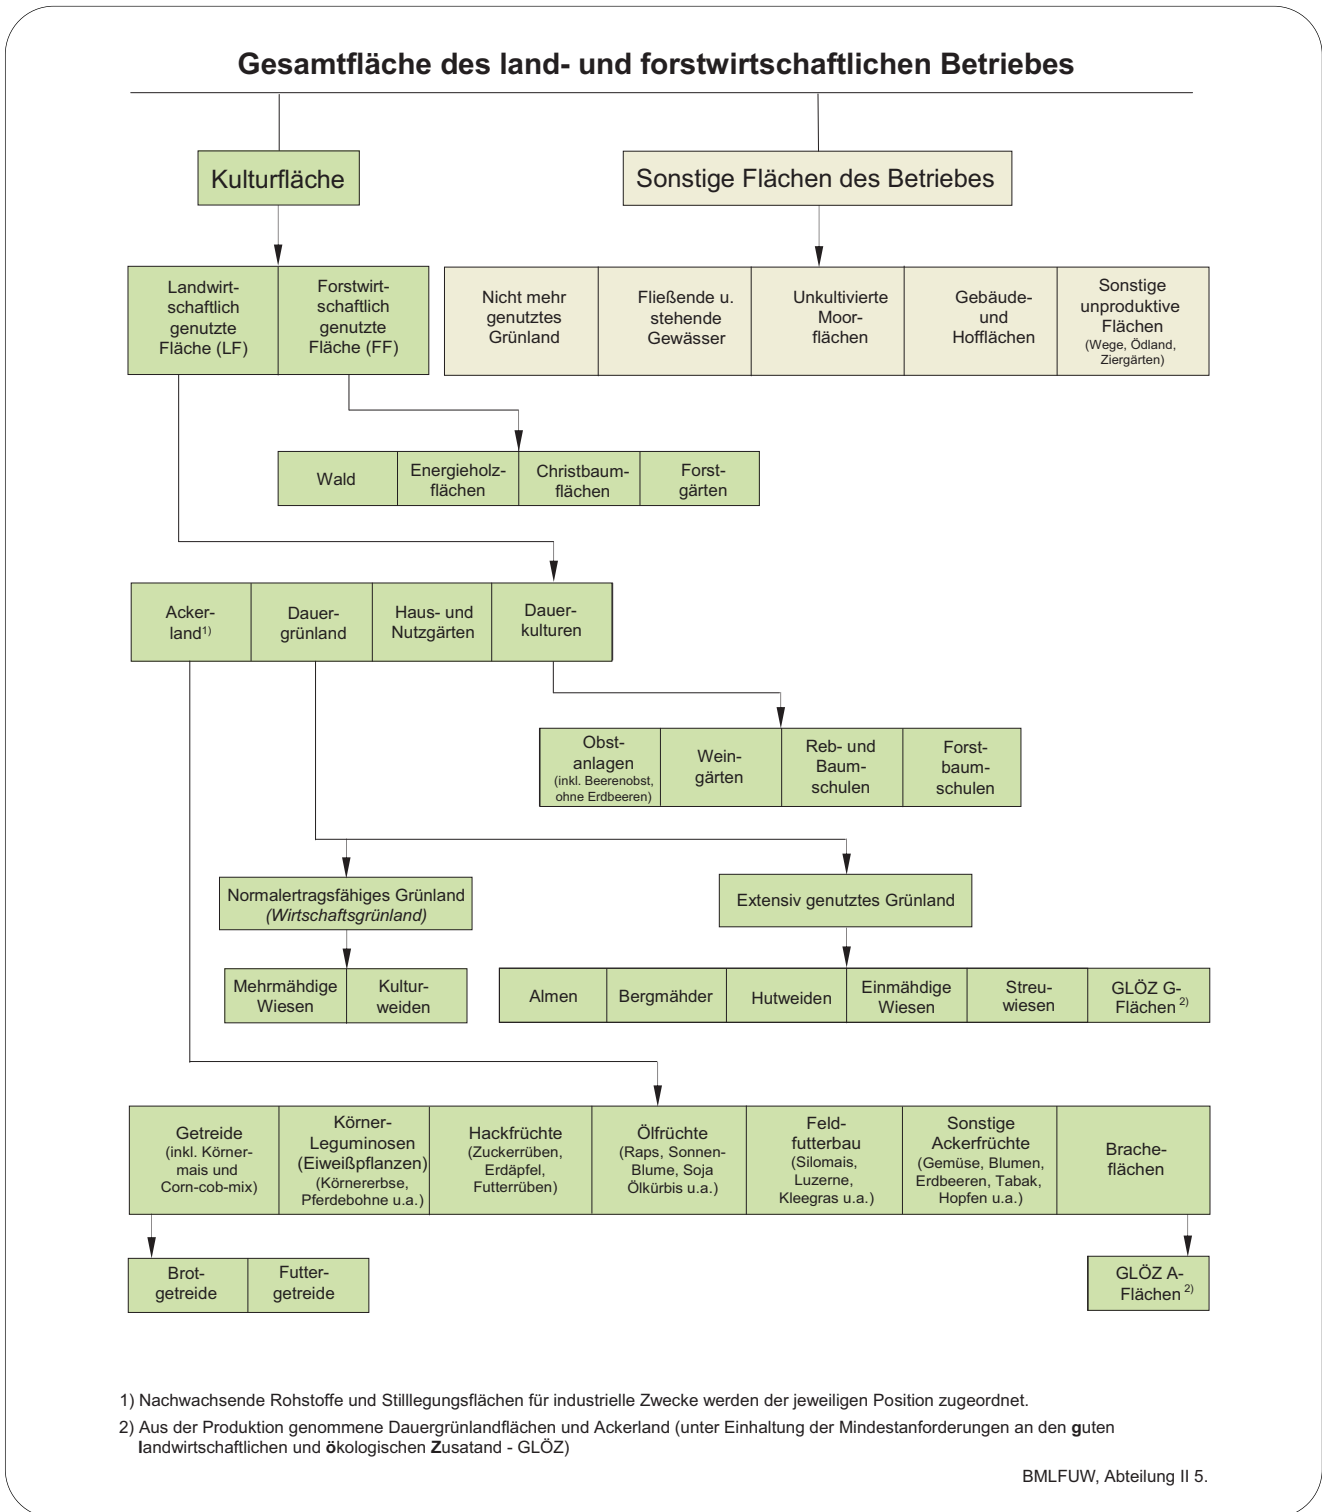 Gesamtfläche des land- und forstwirtschaftlichen Betriebes
Kulturfläche
Sonstige Flächen des Betriebes
Landwirt-
schaftlich
genutzte
Fläche (LF)
Forstwirt-
schaftlich
genutzte
Fläche (FF)
Nicht mehr
genutztes
Grünland
Fließende u.
stehende
Gewässer
Unkultivierte
Moor-
flächen
Gebäude-
und
Hofflächen
Sonstige
unproduktive
Flächen
(Wege, Ödland,
Ziergärten)
Wald
Energieholz-
flächen
Christbaum-
flächen
Forst-
gärten
Acker-
land1)
Dauer-
grünland
Haus- und
Nutzgärten
Dauer-
kulturen
Obst-
anlagen
(inkl. Beerenobst,
ohne Erdbeeren)
Wein-
gärten
Reb- und
Baum-
schulen
Forst-
baum-
schulen
Normalertragsfähiges Grünland
(Wirtschaftsgrünland)
Extensiv genutztes Grünland
Mehrmähdige
Wiesen
Kultur-
weiden
Almen
Bergmähder
Hutweiden
Einmähdige
Wiesen
Streu-
wiesen
GLÖZ G-
Flächen 2)
Getreide
(inkl. Körner-
mais und
Corn-cob-mix)
Körner-
Leguminosen
(Eiweißpflanzen)
(Körnererbse,
Pferdebohne u.a.)
Hackfrüchte
(Zuckerrüben,
Erdäpfel,
Futterrüben)
Ölfrüchte
(Raps, Sonnen-
Blume, Soja
Ölkürbis u.a.)
Feld-
futterbau
(Silomais,
Luzerne,
Kleegras u.a.)
Sonstige
Ackerfrüchte
(Gemüse, Blumen,
Erdbeeren, Tabak,
Hopfen u.a.)
Brache-
flächen
Brot-
getreide
Futter-
getreide
GLÖZ A-
Flächen 2)
1) Nachwachsende Rohstoffe und Stilllegungsflächen für industrielle Zwecke werden der jeweiligen Position zugeordnet.
2) Aus der Produktion genommene Dauergrünlandflächen und Ackerland (unter Einhaltung der Mindestanforderungen an den guten
landwirtschaftlichen und ökologischen Zusatand - GLÖZ)
BMLFUW, Abteilung II 5.